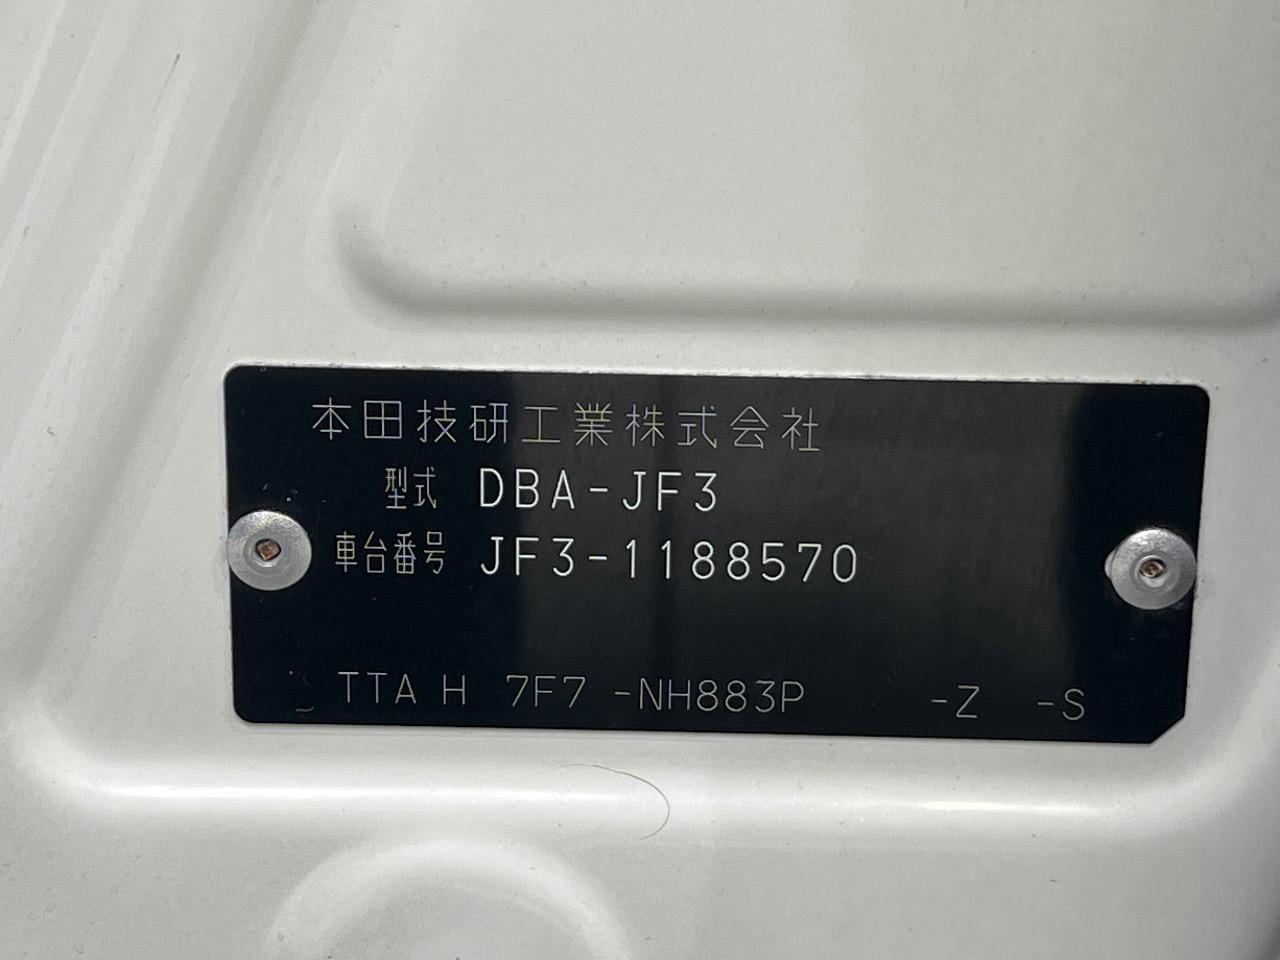 本田技研工業株式会社
型式 DBA-JF3
車台番号 JF3-1188570
TTA H 7F7 -NH883P -Z -S